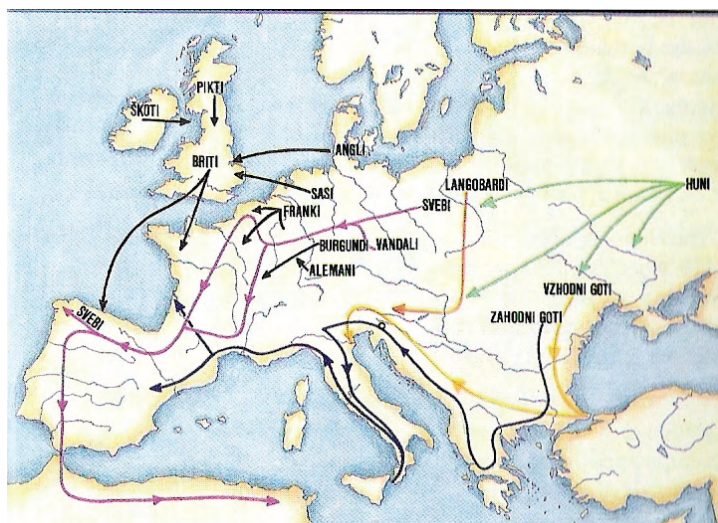 PIKTI
ŠKOTI
BRITI
ANGLI
SASI
LANGOBARDI
HUNI
FRANKI
SVEBI
BURGUNDI
VANDALI
ALEMANI
VZHODNI GOTI
ZAHODNI GOTI
SVEBI